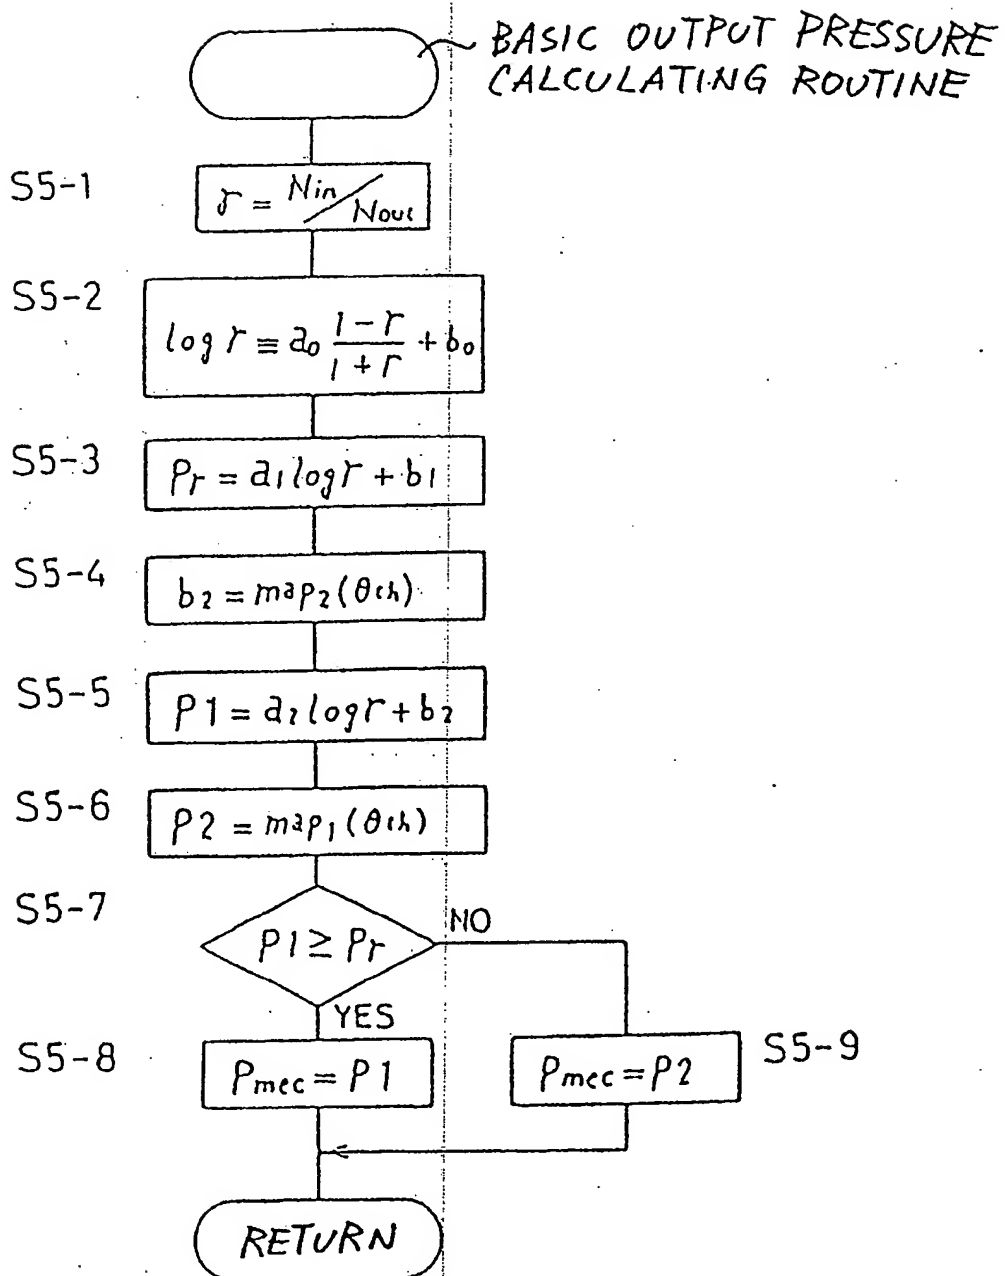 BASIC OUTPUT PRESSURE
CALCULATING ROUTINE
S5-1
r = Nin/Nout
S5-2
log r ≡ a0 (1-r)/(1+r) + b0
S5-3
Pr = a1 log r + b1
S5-4
b2 = map2(θth)
S5-5
P1 = a2 log r + b2
S5-6
P2 = map1(θth)
S5-7
P1 ≥ Pr
NO
YES
S5-8
Pmec = P1
Pmec = P2
S5-9
RETURN